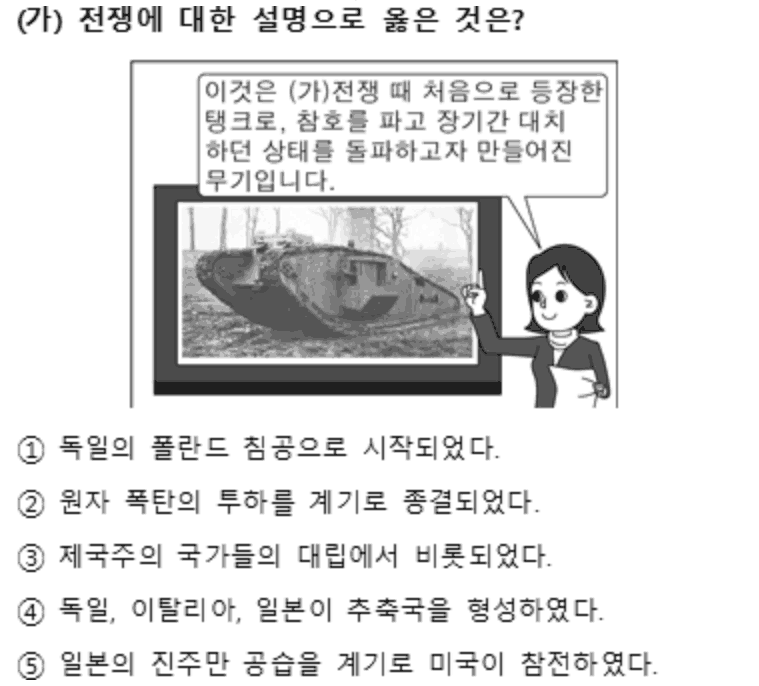 (가) 전쟁에 대한 설명으로 옳은 것은?
이것은 (가)전쟁 때 처음으로 등장한
탱크로, 참호를 파고 장기간 대치
하던 상태를 돌파하고자 만들어진
무기입니다.
① 독일의 폴란드 침공으로 시작되었다.
② 원자 폭탄의 투하를 계기로 종결되었다.
③ 제국주의 국가들의 대립에서 비롯되었다.
④ 독일, 이탈리아, 일본이 추축국을 형성하였다.
⑤ 일본의 진주만 공습을 계기로 미국이 참전하였다.